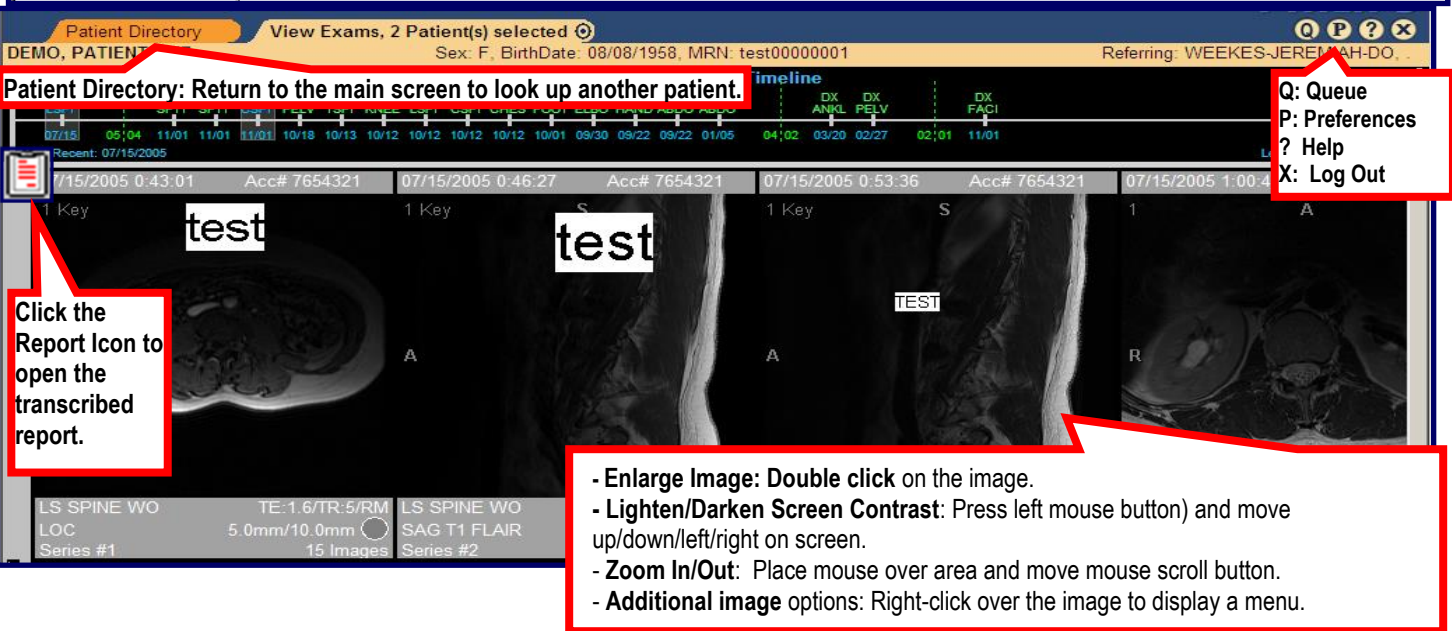 Patient Directory View Exams, 2 Patient(s) selected Q P ? X
DEMO, PATIENT Sex: F, BirthDate: 08/08/1958, MRN: test00000001 Referring: WEEKES-JEREMIAH-DO, .
Patient Directory: Return to the main screen to look up another patient.
Timeline
Q: Queue
P: Preferences
? Help
X: Log Out
DX DX DX
ANKL PELV FACI
07/15 05 04 11/01 11/01 11/01 10/18 10/13 10/12 10/12 10/12 10/12 10/01 09/30 09/22 09/22 01/05 04 02 03/20 02/27 02 01 11/01
Recent: 07/15/2005
7/15/2005 0:43:01 Acc# 7654321 07/15/2005 0:46:27 Acc# 7654321 07/15/2005 0:53:36 Acc# 7654321 07/15/2005 1:00:4
1 Key 1 Key S 1 Key S 1 A
test
test
TEST
A A R
Click the
Report Icon to
open the
transcribed
report.
- Enlarge Image: Double click on the image.
- Lighten/Darken Screen Contrast: Press left mouse button) and move
up/down/left/right on screen.
- Zoom In/Out: Place mouse over area and move mouse scroll button.
- Additional image options: Right-click over the image to display a menu.
LS SPINE WO TE:1.6/TR:5/RM LS SPINE WO
LOC 5.0mm/10.0mm SAG T1 FLAIR
Series #1 15 Images Series #2